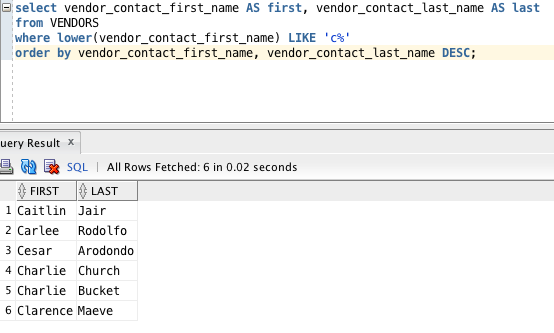 select vendor_contact_first_name AS first, vendor_contact_last_name AS last
from VENDORS
where lower(vendor_contact_first_name) LIKE 'c%'
order by vendor_contact_first_name, vendor_contact_last_name DESC;
uery Result x
SQL | All Rows Fetched: 6 in 0.02 seconds
FIRST LAST
1 Caitlin Jair
2 Carlee Rodolfo
3 Cesar Arodondo
4 Charlie Church
5 Charlie Bucket
6 Clarence Maeve